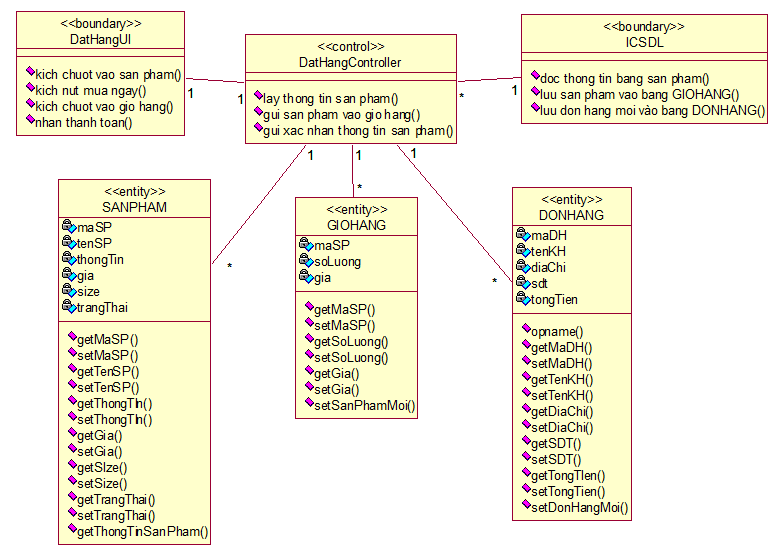 <<boundary>>
DatHangUI
kich chuot vao san pham()
kich nut mua ngay()
kich chuot vao gio hang()
nhan thanh toan()
<<control>>
DatHangController
lay thong tin san pham()
gui san pham vao gio hang()
gui xac nhan thong tin san pham()
<<boundary>>
ICSDL
doc thong tin bang san pham()
luu san pham vao bang GIOHANG()
luu don hang moi vào bang DONHANG()
1
1
*
1
1
1
1
*
*
*
<<entity>>
SANPHAM
maSP
tenSP
thongTin
gia
size
trangThai
getMaSP()
setMaSP()
getTenSP()
setTenSP()
getThongTIn()
setThongTIn()
getGia()
setGia()
getSIze()
setSize()
getTrangThai()
setTrangThai()
getThongTinSanPham()
<<entity>>
GIOHANG
maSP
soLuong
gia
getMaSP()
setMaSP()
getSoLuong()
setSoLuong()
getGia()
setGia()
setSanPhamMoi()
<<entity>>
DONHANG
maDH
tenKH
diaChi
sdt
tongTien
opname()
getMaDH()
setMaDH()
getTenKH()
setTenKH()
getDiaChi()
setDiaChi()
getSDT()
setSDT()
getTongTIen()
setTongTien()
setDonHangMoi()